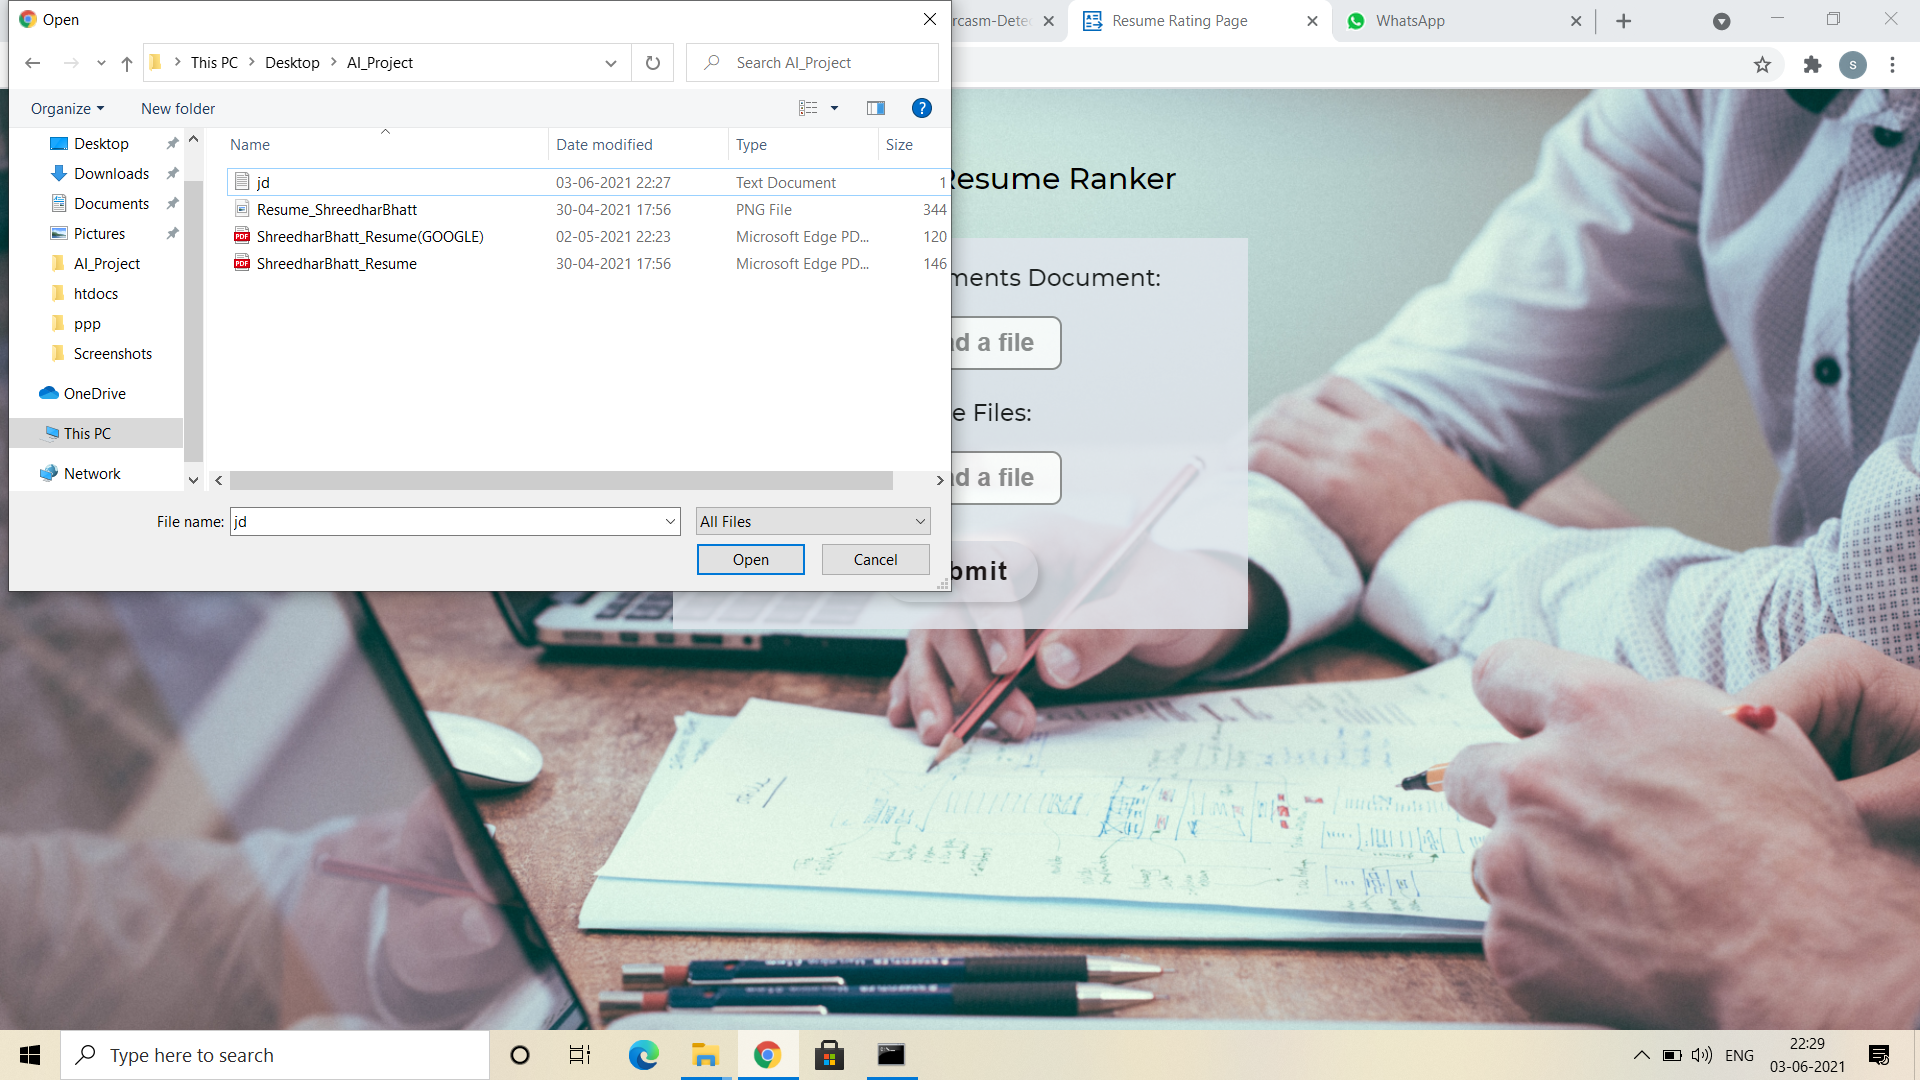 Open
rcasm-Dete
Resume Rating Page
WhatsApp
This PC
Desktop
AI_Project
Search AI_Project
s
Organize
New folder
?
Desktop
Downloads
Documents
Pictures
AI_Project
htdocs
ppp
Screenshots
OneDrive
This PC
Network
Name Date modified Type Size
jd 03-06-2021 22:27 Text Document 1
Resume_ShreedharBhatt 30-04-2021 17:56 PNG File 344
ShreedharBhatt_Resume(GOOGLE) 02-05-2021 22:23 Microsoft Edge PD... 120
ShreedharBhatt_Resume 30-04-2021 17:56 Microsoft Edge PD... 146
File name: jd
All Files
Open
Cancel
Resume Ranker
ments Document:
ad a file
e Files:
ad a file
bmit
Type here to search
ENG
22:29
03-06-2021